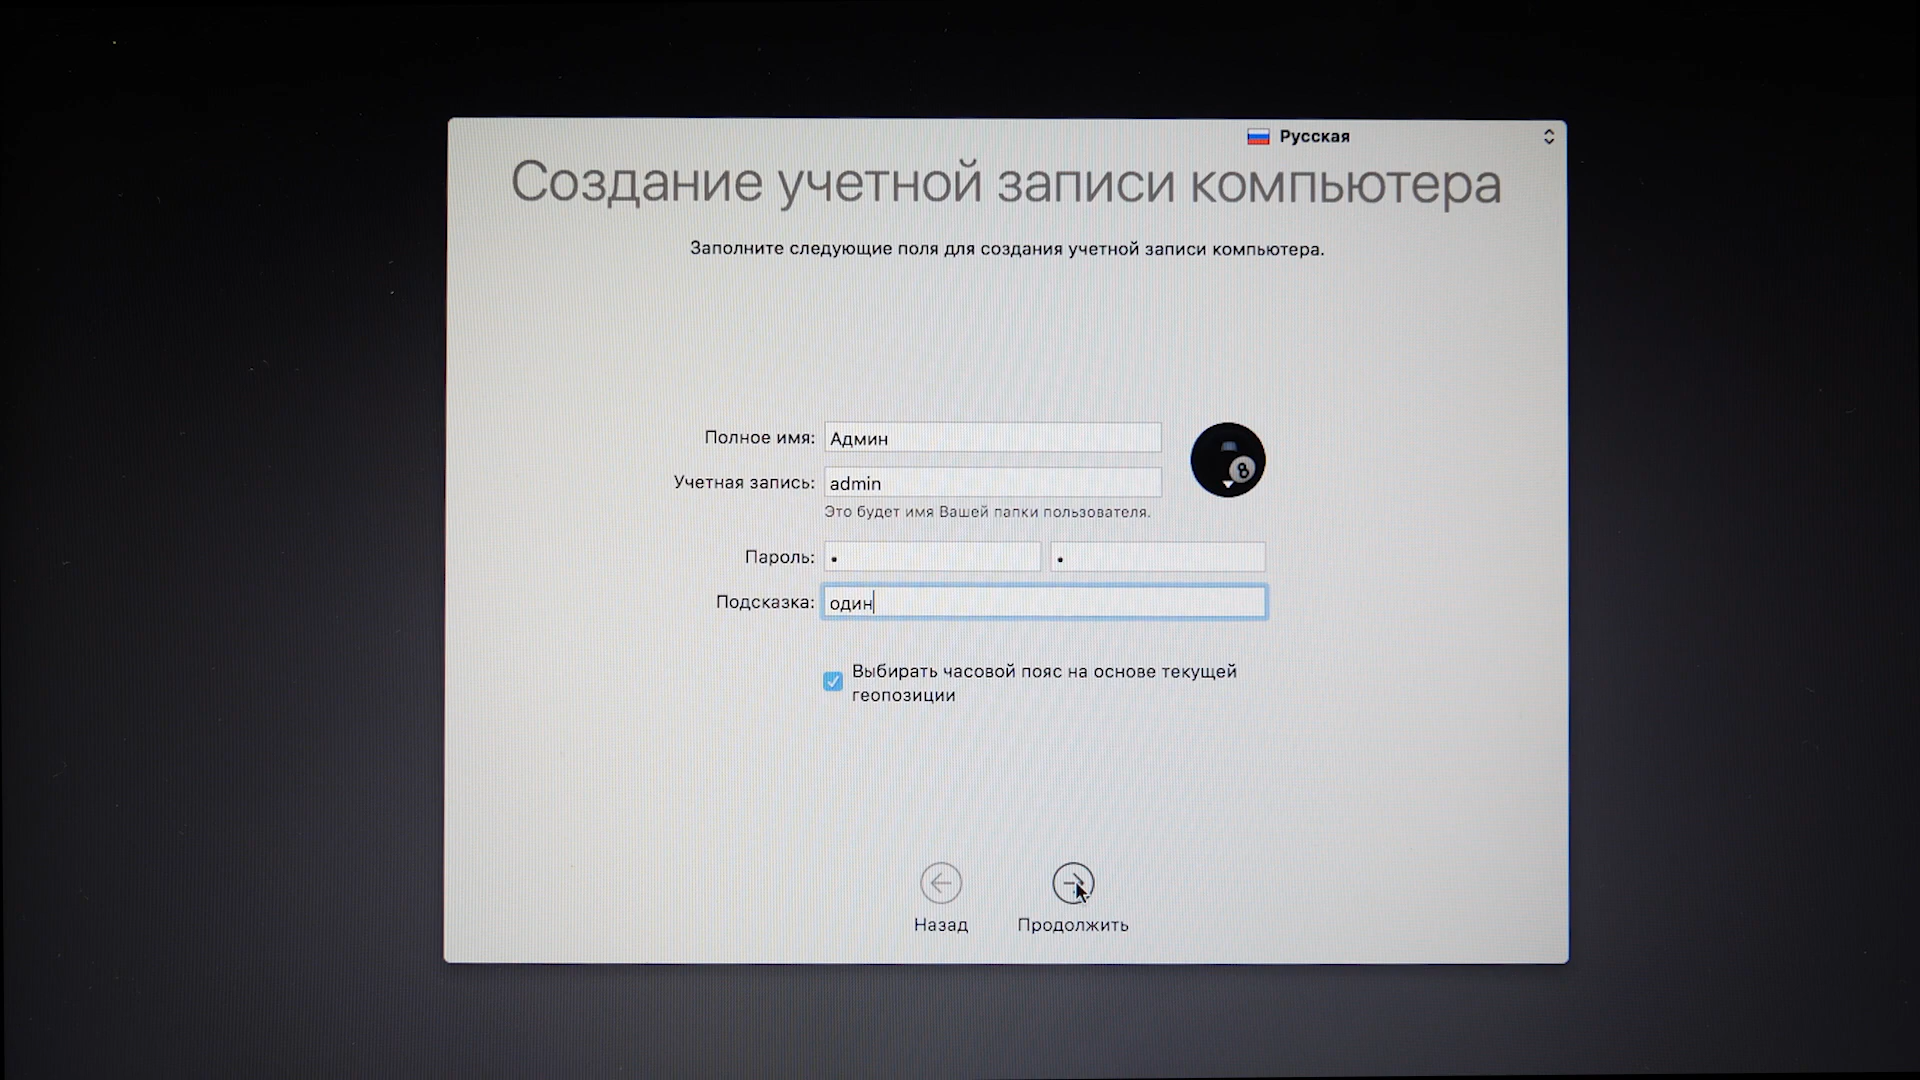 Русская
Создание учетной записи компьютера
Заполните следующие поля для создания учетной записи компьютера.
Полное имя: Админ
8
Учетная запись: admin
Это будет имя Вашей папки пользователя.
Пароль: • •
Подсказка: один
Выбирать часовой пояс на основе текущей
геопозиции
Назад Продолжить